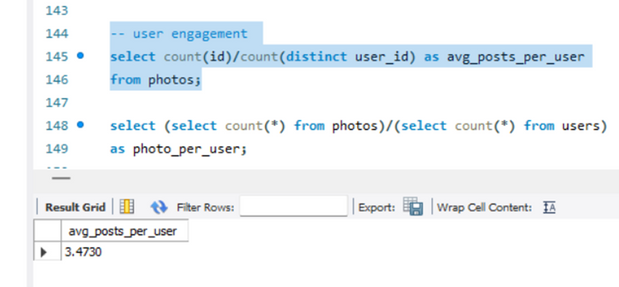 143
144 -- user engagement
145 select count(id)/count(distinct user_id) as avg_posts_per_user
146 from photos;
147
148 select (select count(*) from photos)/(select count(*) from users)
149 as photo_per_user;
Result Grid Filter Rows: Export: Wrap Cell Content: IA
avg_posts_per_user
3.4730